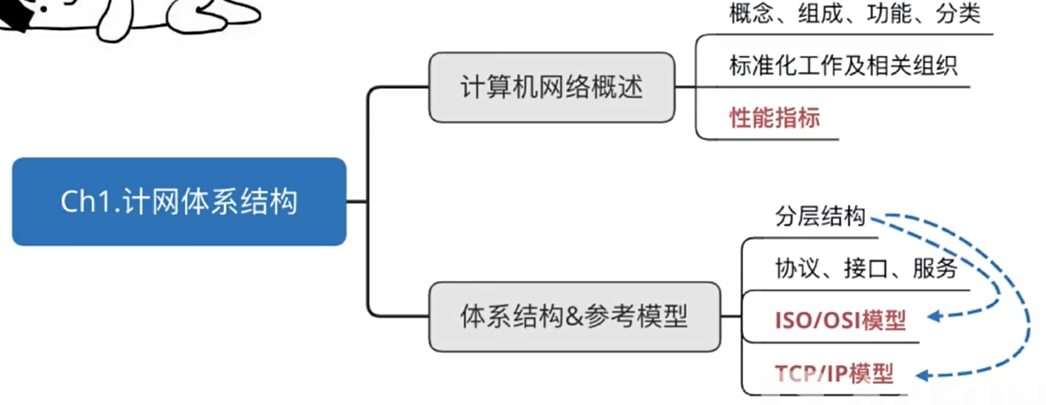 概念、组成、功能、分类
计算机网络概述
标准化工作及相关组织
性能指标
Ch1.计网体系结构
分层结构
协议、接口、服务
体系结构&参考模型
ISO/OSI模型
TCP/IP模型